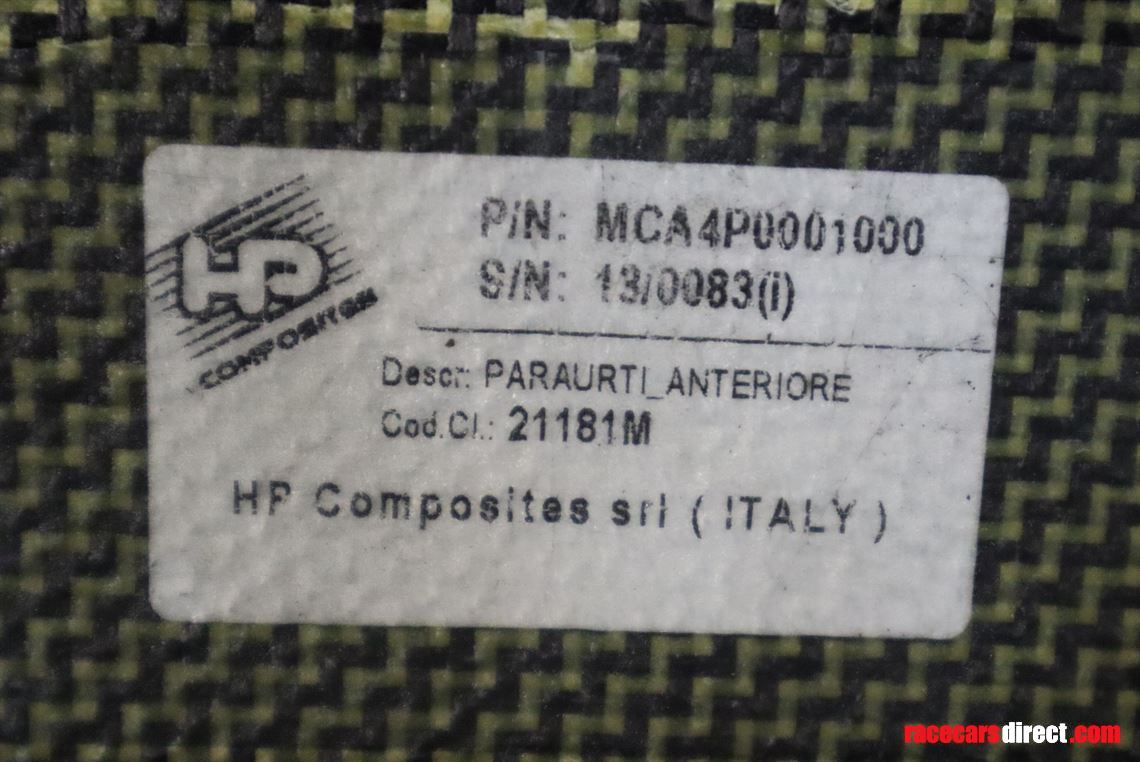 P/N: MCA4P0001000
S/N: 13/0083(i)
HP
COMPOSITES
Descr: PARAURTI_ANTERIORE
Cod.Cl.: 21181M
HP Composites srl ( ITALY )
racecarsdirect.com